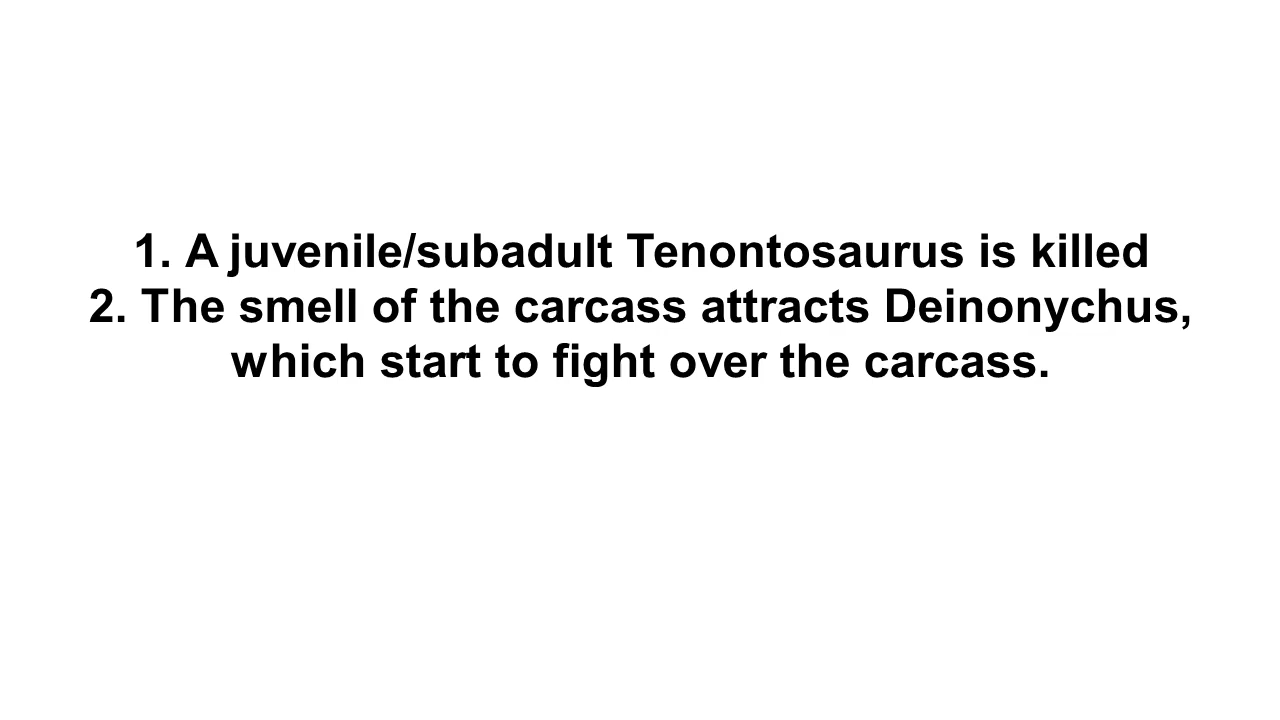 1. A juvenile/subadult Tenontosaurus is killed
2. The smell of the carcass attracts Deinonychus,
which start to fight over the carcass.